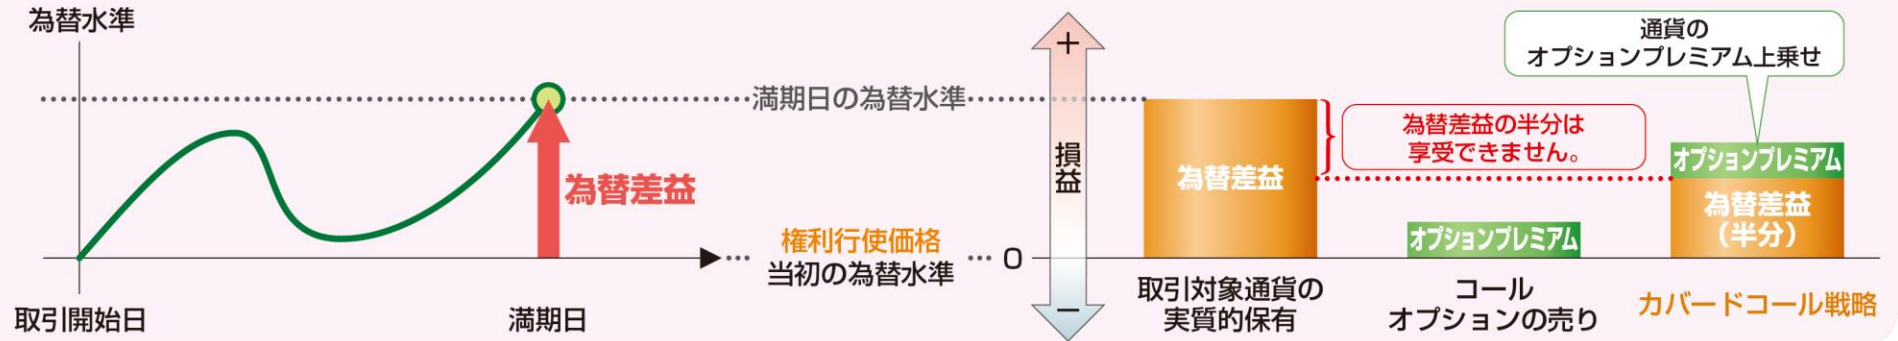 為替水準
満期日の為替水準
為替差益
権利行使価格
当初の為替水準
取引開始日
満期日
+
損益
0
−
通貨の
オプションプレミアム上乗せ
為替差益の半分は
享受できません。
為替差益
オプションプレミアム
オプションプレミアム
為替差益
(半分)
取引対象通貨の
実質的保有
コール
オプションの売り
カバードコール戦略